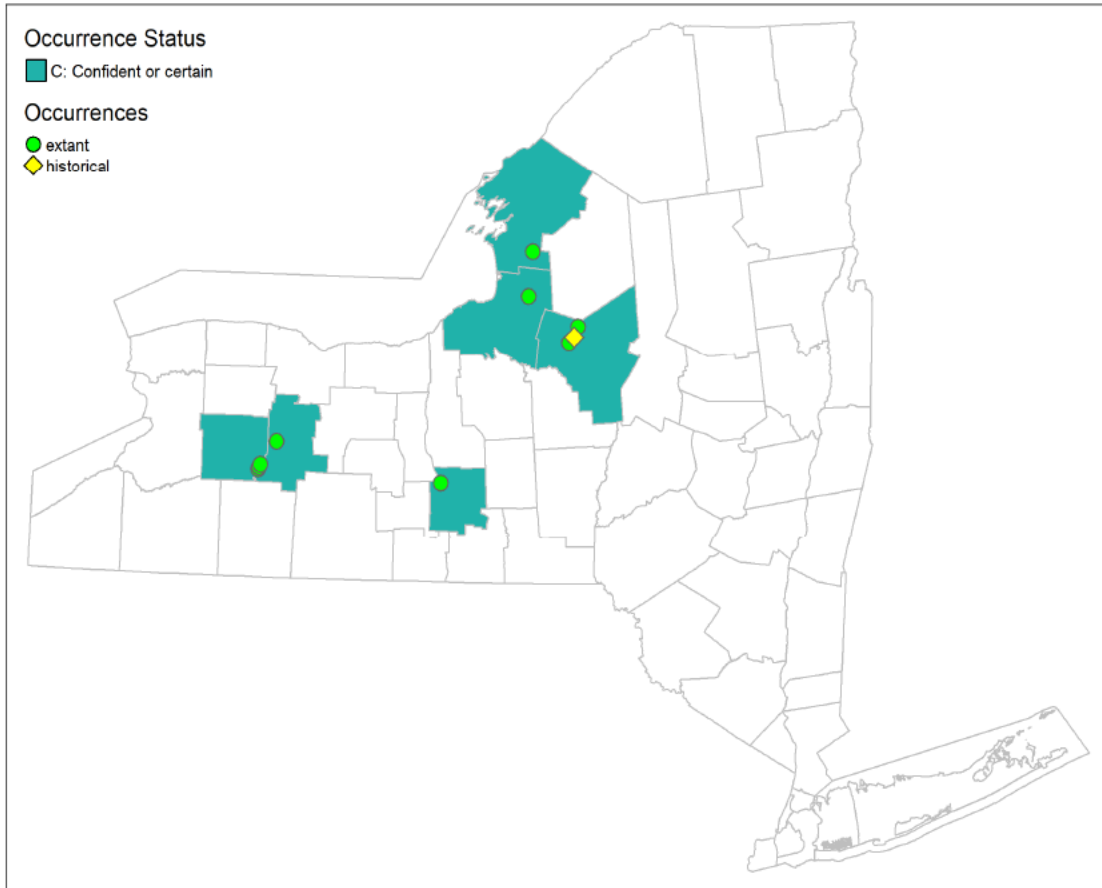 Occurrence Status
C: Confident or certain
Occurrences
extant
historical